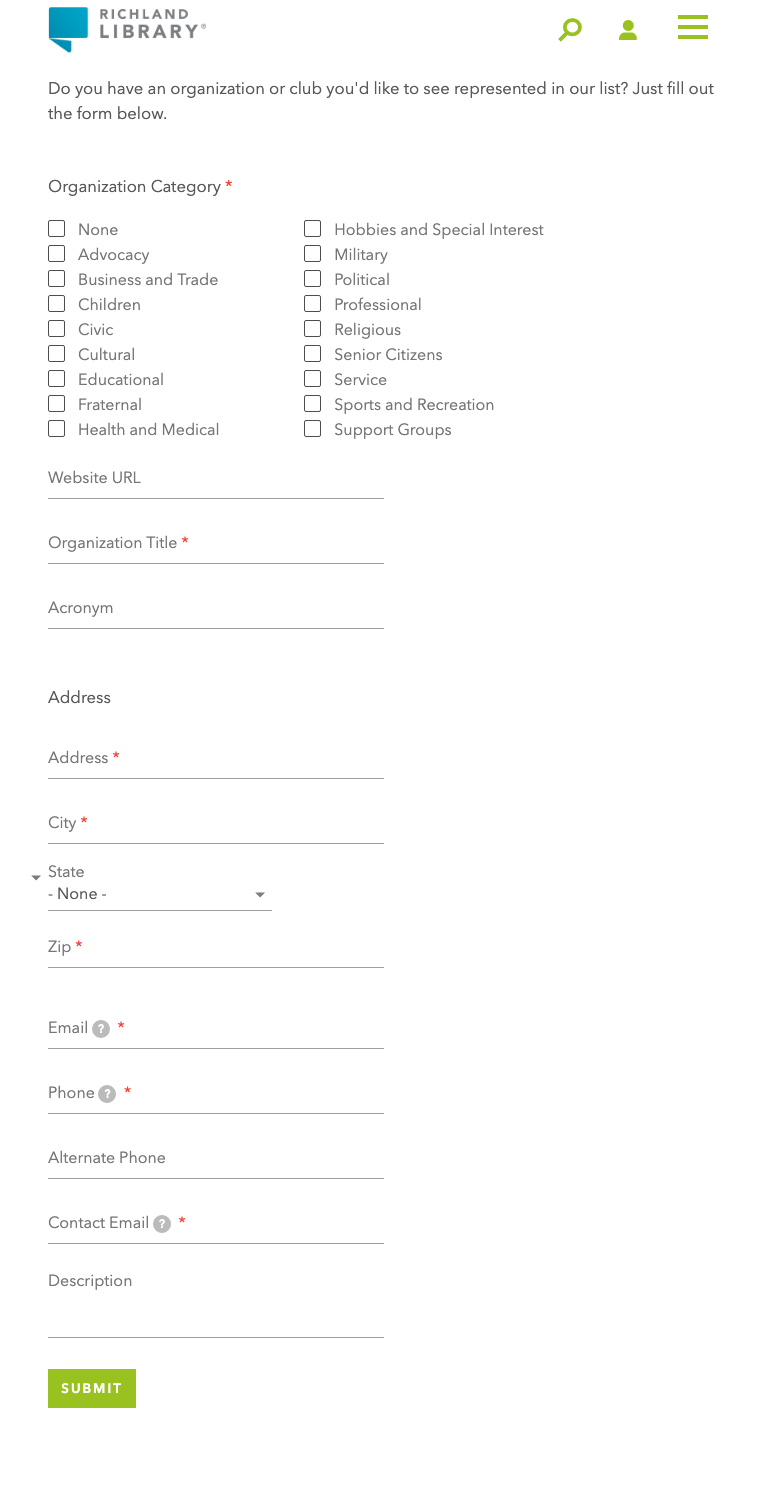 RICHLAND
LIBRARY®
Do you have an organization or club you'd like to see represented in our list? Just fill out
the form below.
Organization Category *
None
Advocacy
Business and Trade
Children
Civic
Cultural
Educational
Fraternal
Health and Medical
Hobbies and Special Interest
Military
Political
Professional
Religious
Senior Citizens
Service
Sports and Recreation
Support Groups
Website URL
Organization Title *
Acronym
Address
Address *
City *
State
- None -
Zip *
Email ? *
Phone ? *
Alternate Phone
Contact Email ? *
Description
SUBMIT